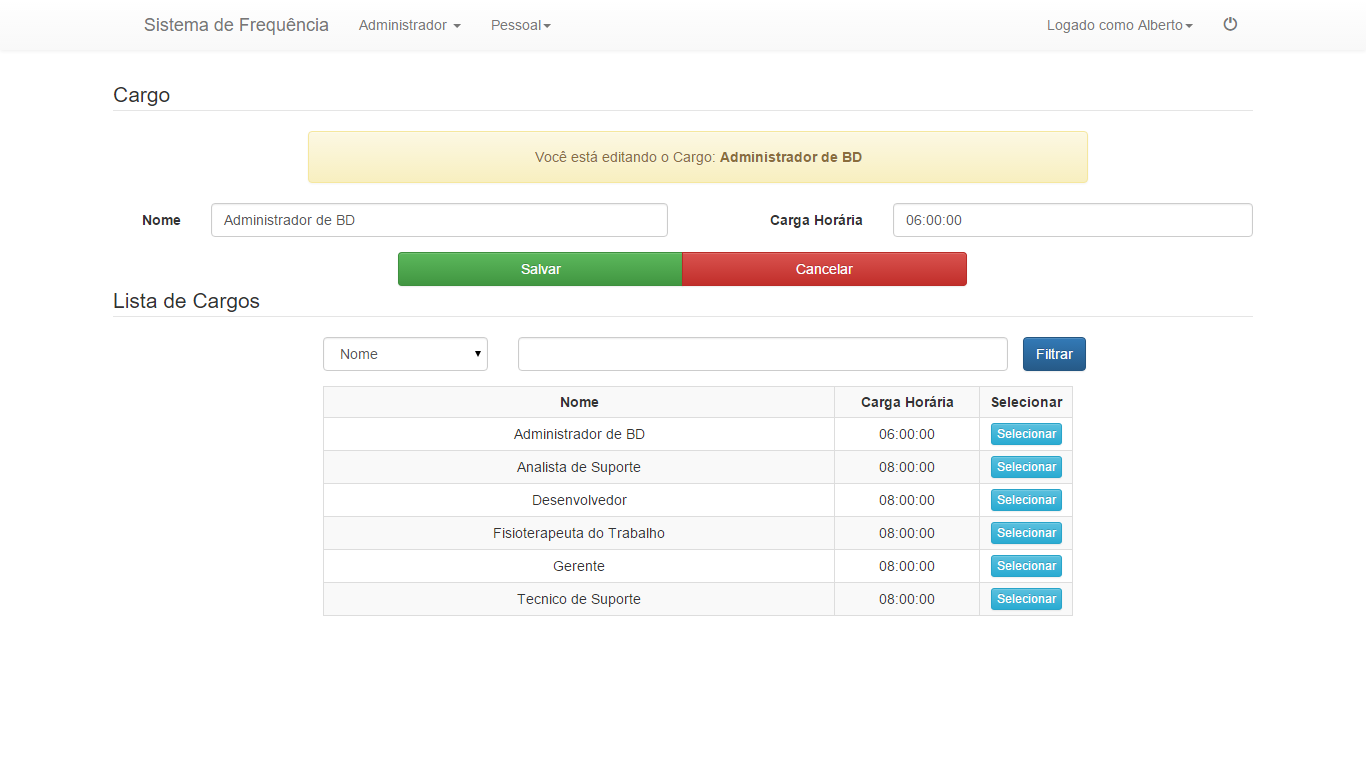 Sistema de Frequência Administrador Pessoal Logado como Alberto
Cargo
Você está editando o Cargo: Administrador de BD
Nome Administrador de BD Carga Horária 06:00:00
Salvar Cancelar
Lista de Cargos
Nome Filtrar
Nome Carga Horária Selecionar
Administrador de BD 06:00:00 Selecionar
Analista de Suporte 08:00:00 Selecionar
Desenvolvedor 08:00:00 Selecionar
Fisioterapeuta do Trabalho 08:00:00 Selecionar
Gerente 08:00:00 Selecionar
Tecnico de Suporte 08:00:00 Selecionar